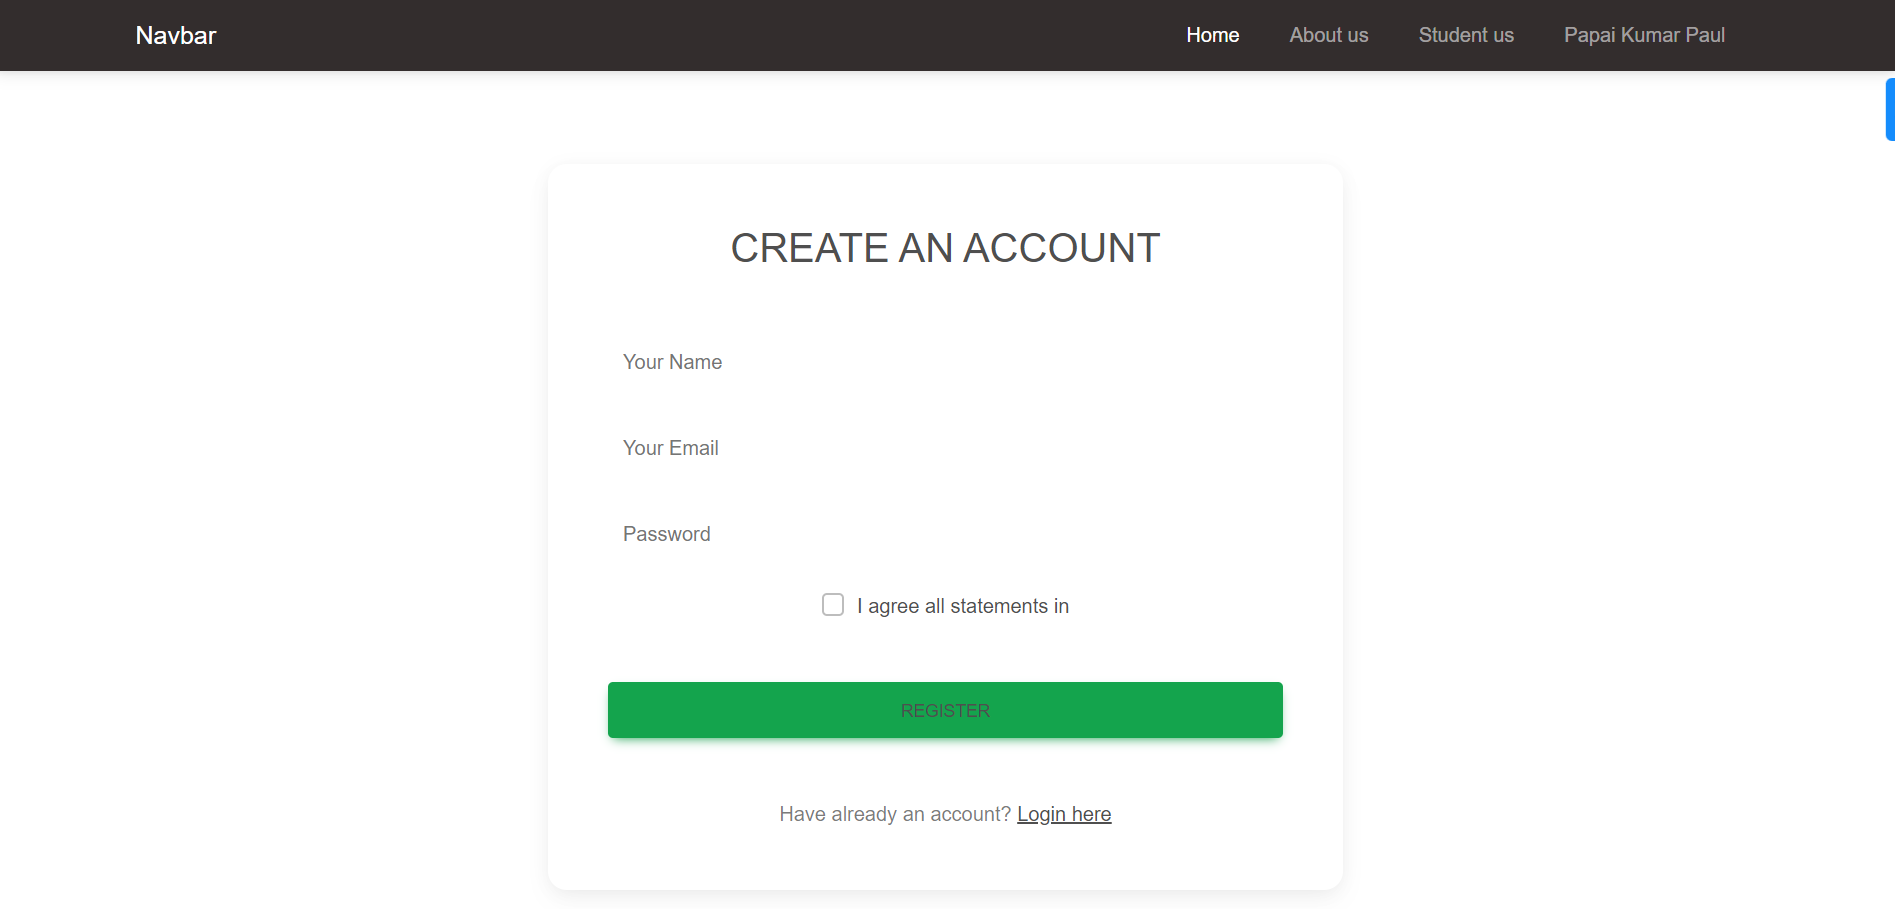 Navbar Home About us Student us Papai Kumar Paul
CREATE AN ACCOUNT
Your Name
Your Email
Password
I agree all statements in
REGISTER
Have already an account? Login here